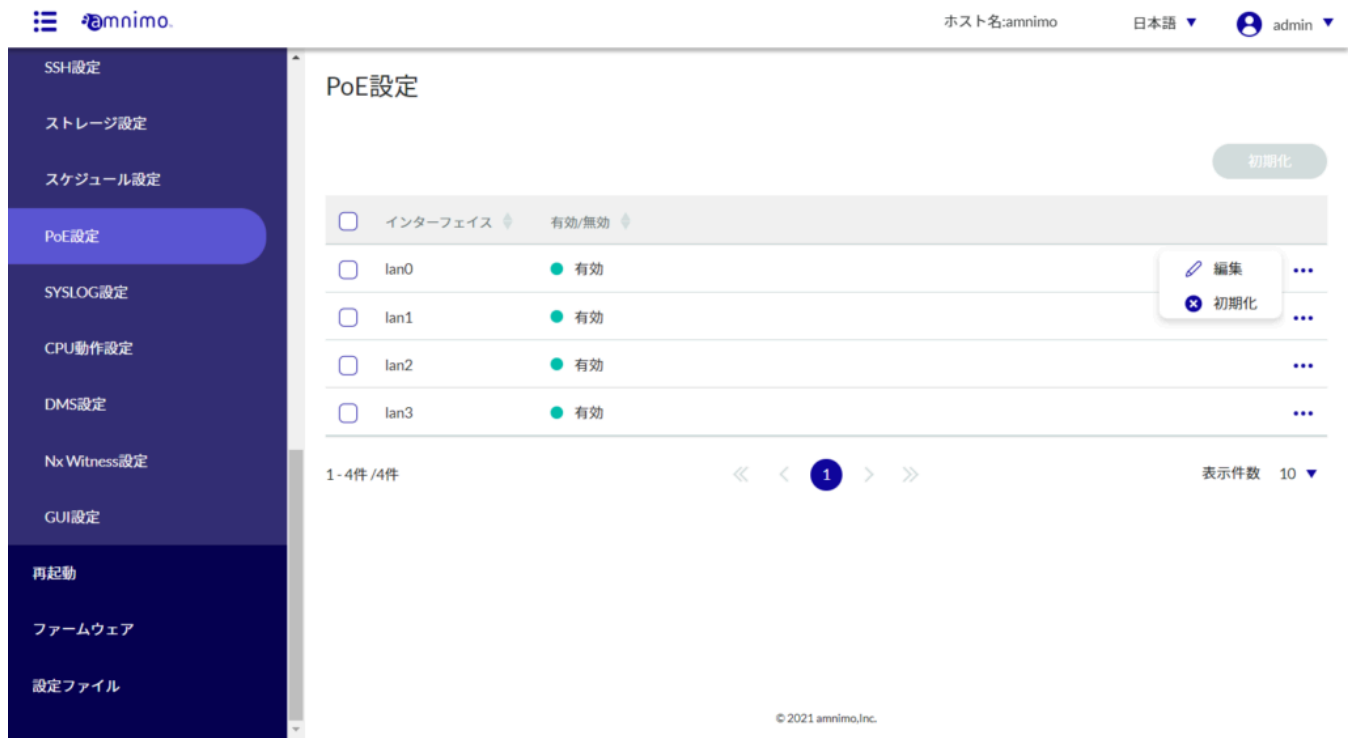 amnimo.
ホスト名:amnimo
日本語 ▼
admin ▼
SSH設定
ストレージ設定
スケジュール設定
PoE設定
SYSLOG設定
CPU動作設定
DMS設定
Nx Witness設定
GUI設定
再起動
ファームウェア
設定ファイル
PoE設定
初期化
インターフェイス 有効/無効
lan0 有効
編集
初期化
lan1 有効
lan2 有効
lan3 有効
1 - 4件 /4件
1
表示件数 10 ▼
© 2021 amnimo,Inc.